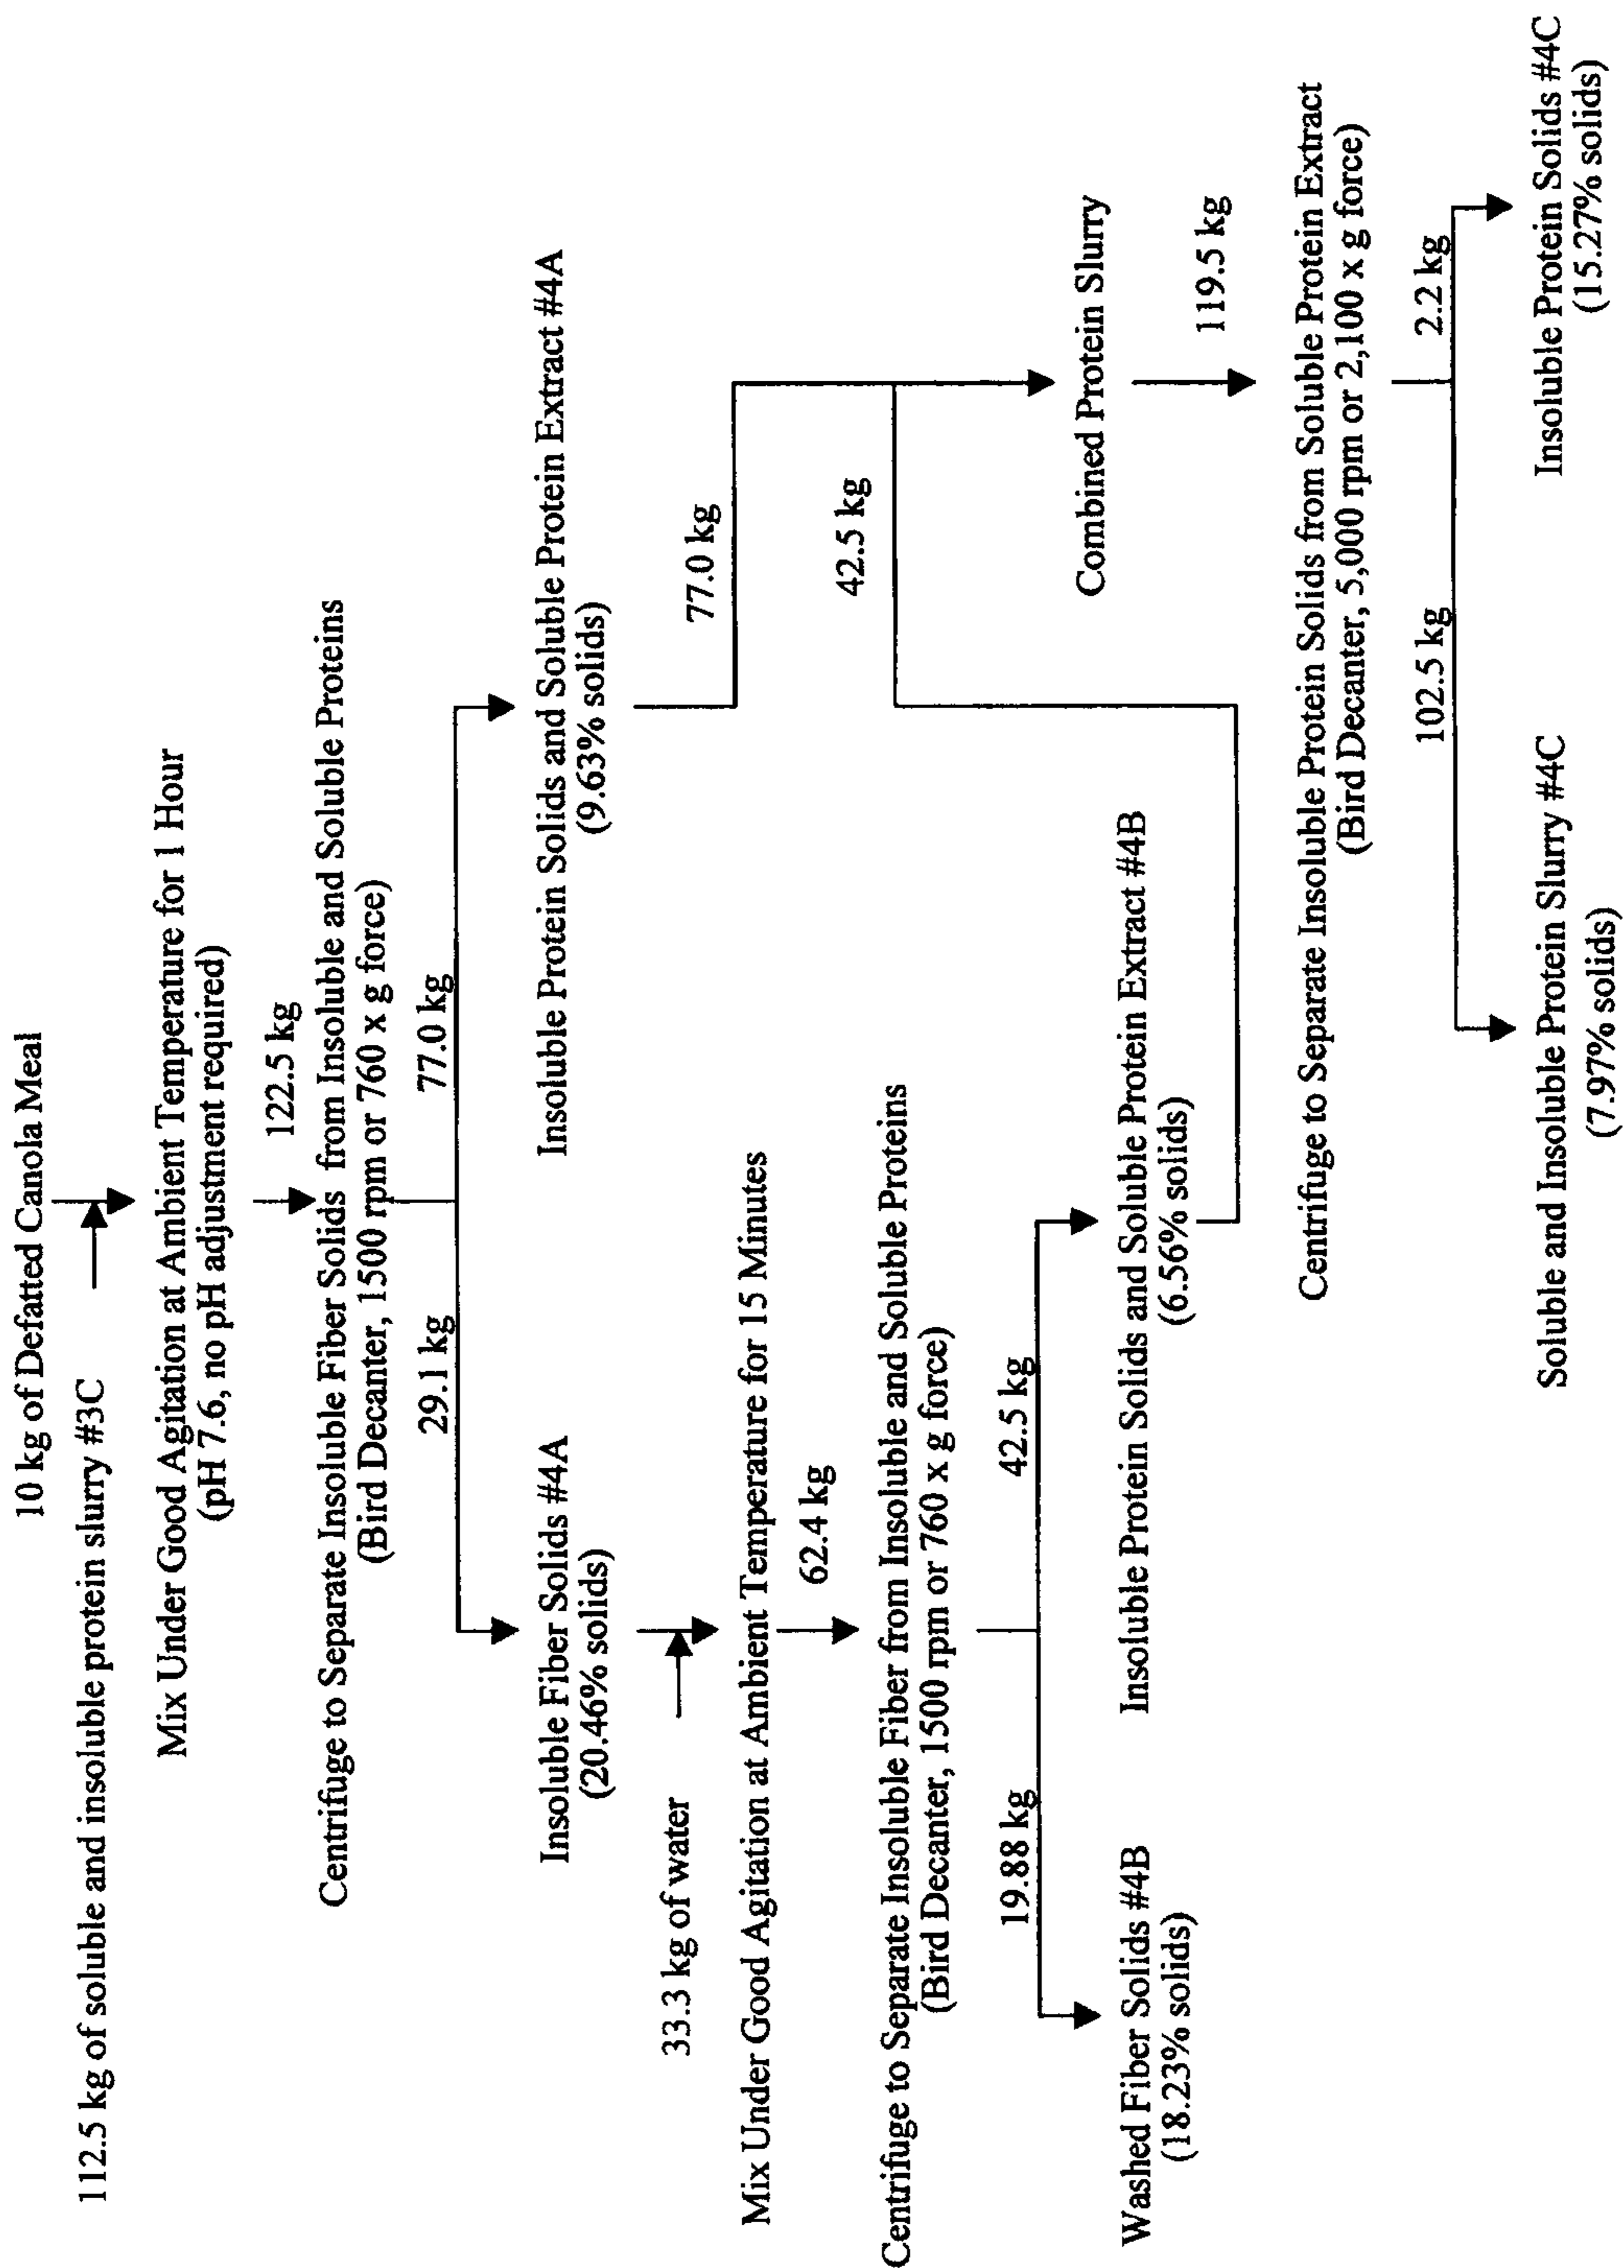 10 kg of Defatted Canola Meal
112.5 kg of soluble and insoluble protein slurry #3C
Mix Under Good Agitation at Ambient Temperature for 1 Hour
(pH 7.6, no pH adjustment required)
122.5 kg
Centrifuge to Separate Insoluble Fiber Solids from Insoluble and Soluble Proteins
(Bird Decanter, 1500 rpm or 760 x g force)
29.1 kg
77.0 kg
Insoluble Fiber Solids #4A
(20.46% solids)
Insoluble Protein Solids and Soluble Protein Extract #4A
(9.63% solids)
33.3 kg of water
77.0 kg
Mix Under Good Agitation at Ambient Temperature for 15 Minutes
62.4 kg
42.5 kg
Centrifuge to Separate Insoluble Fiber from Insoluble and Soluble Proteins
(Bird Decanter, 1500 rpm or 760 x g force)
19.88 kg
42.5 kg
Combined Protein Slurry
Washed Fiber Solids #4B
(18.23% solids)
Insoluble Protein Solids and Soluble Protein Extract #4B
(6.56% solids)
119.5 kg
Centrifuge to Separate Insoluble Protein Solids from Soluble Protein Extract
(Bird Decanter, 5,000 rpm or 2,100 x g force)
102.5 kg
2.2 kg
Soluble and Insoluble Protein Slurry #4C
(7.97% solids)
Insoluble Protein Solids #4C
(15.27% solids)